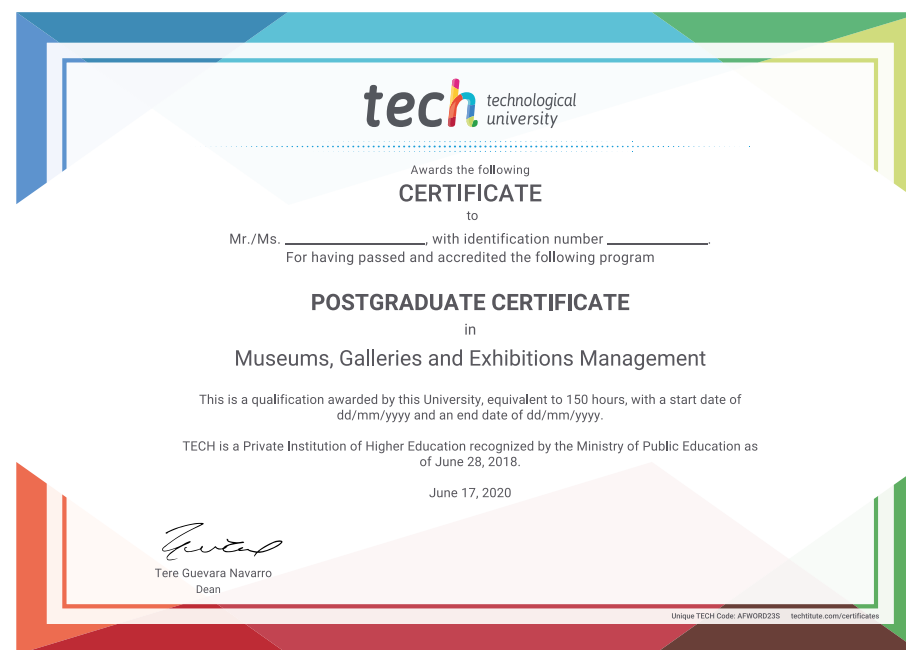 tech technological
university
Awards the following
CERTIFICATE
to
Mr./Ms. ____________________, with identification number ______________.
For having passed and accredited the following program
POSTGRADUATE CERTIFICATE
in
Museums, Galleries and Exhibitions Management
This is a qualification awarded by this University, equivalent to 150 hours, with a start date of
dd/mm/yyyy and an end date of dd/mm/yyyy.
TECH is a Private Institution of Higher Education recognized by the Ministry of Public Education as
of June 28, 2018.
June 17, 2020
Tere Guevara Navarro
Dean
Unique TECH Code: AFWORD23S techtitute.com/certificates